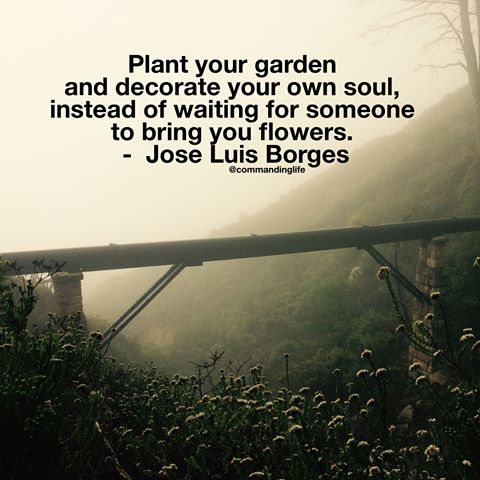 Plant your garden
and decorate your own soul,
instead of waiting for someone
to bring you flowers.
- Jose Luis Borges
@commandinglife